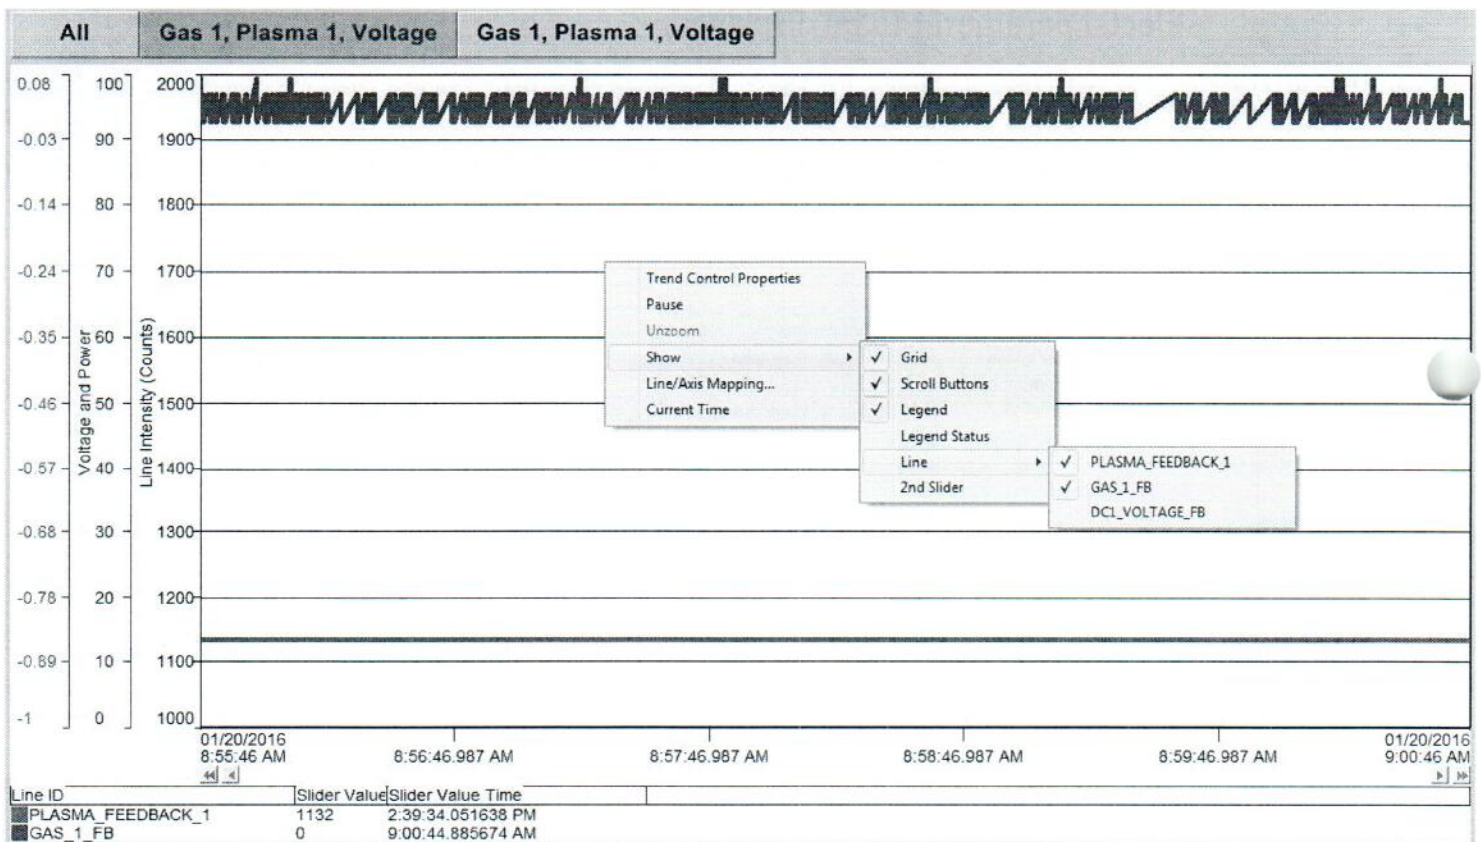 All
Gas 1, Plasma 1, Voltage
Gas 1, Plasma 1, Voltage
0.08 100 2000
-0.03 90 1900
-0.14 80 1800
-0.24 70 1700
-0.35 60 1600
-0.46 50 1500
-0.57 40 1400
-0.68 30 1300
-0.78 20 1200
-0.89 10 1100
-1 0 1000
Voltage and Power
Line Intensity (Counts)
Trend Control Properties
Pause
Unzoom
Show
Line/Axis Mapping...
Current Time
Grid
Scroll Buttons
Legend
Legend Status
Line
2nd Slider
PLASMA_FEEDBACK_1
GAS_1_FB
DC1_VOLTAGE_FB
01/20/2016 01/20/2016
8:55:46 AM 8:56:46.987 AM 8:57:46.987 AM 8:58:46.987 AM 8:59:46.987 AM 9:00:46 AM
Line ID Slider Value Slider Value Time
PLASMA_FEEDBACK_1 1132 2:39:34.051638 PM
GAS_1_FB 0 9:00:44.885674 AM